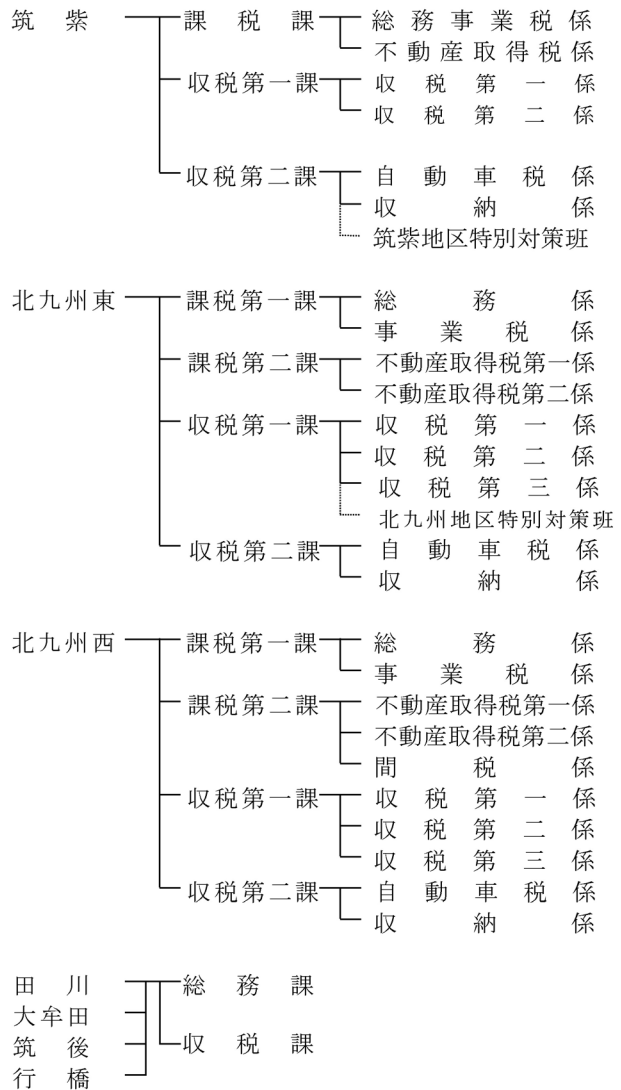 筑紫 課税課 総務事業税係
不動産取得税係
収税第一課 収税第一係
収税第二係
収税第二課 自動車税係
収納係
筑紫地区特別対策班
北九州東 課税第一課 総務係
事業税係
課税第二課 不動産取得税第一係
不動産取得税第二係
収税第一課 収税第一係
収税第二係
収税第三係
北九州地区特別対策班
収税第二課 自動車税係
収納係
北九州西 課税第一課 総務係
事業税係
課税第二課 不動産取得税第一係
不動産取得税第二係
間税係
収税第一課 収税第一係
収税第二係
収税第三係
収税第二課 自動車税係
収納係
田川 総務課
大牟田
筑後 収税課
行橋